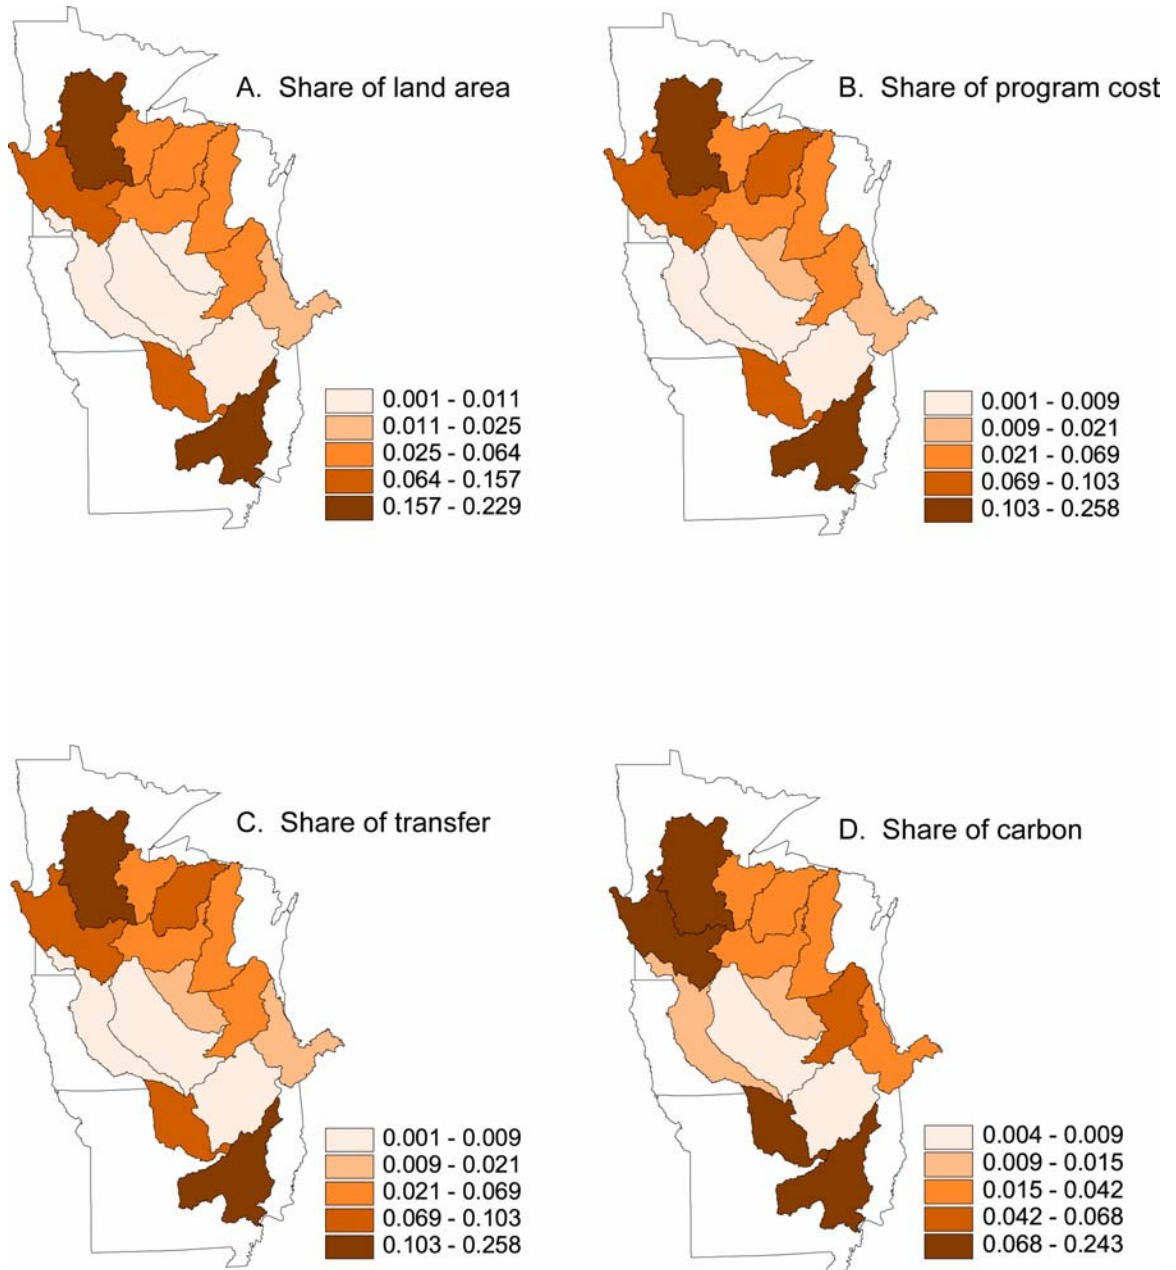 A. Share of land area
0.001 - 0.011
0.011 - 0.025
0.025 - 0.064
0.064 - 0.157
0.157 - 0.229
B. Share of program cost
0.001 - 0.009
0.009 - 0.021
0.021 - 0.069
0.069 - 0.103
0.103 - 0.258
C. Share of transfer
0.001 - 0.009
0.009 - 0.021
0.021 - 0.069
0.069 - 0.103
0.103 - 0.258
D. Share of carbon
0.004 - 0.009
0.009 - 0.015
0.015 - 0.042
0.042 - 0.068
0.068 - 0.243